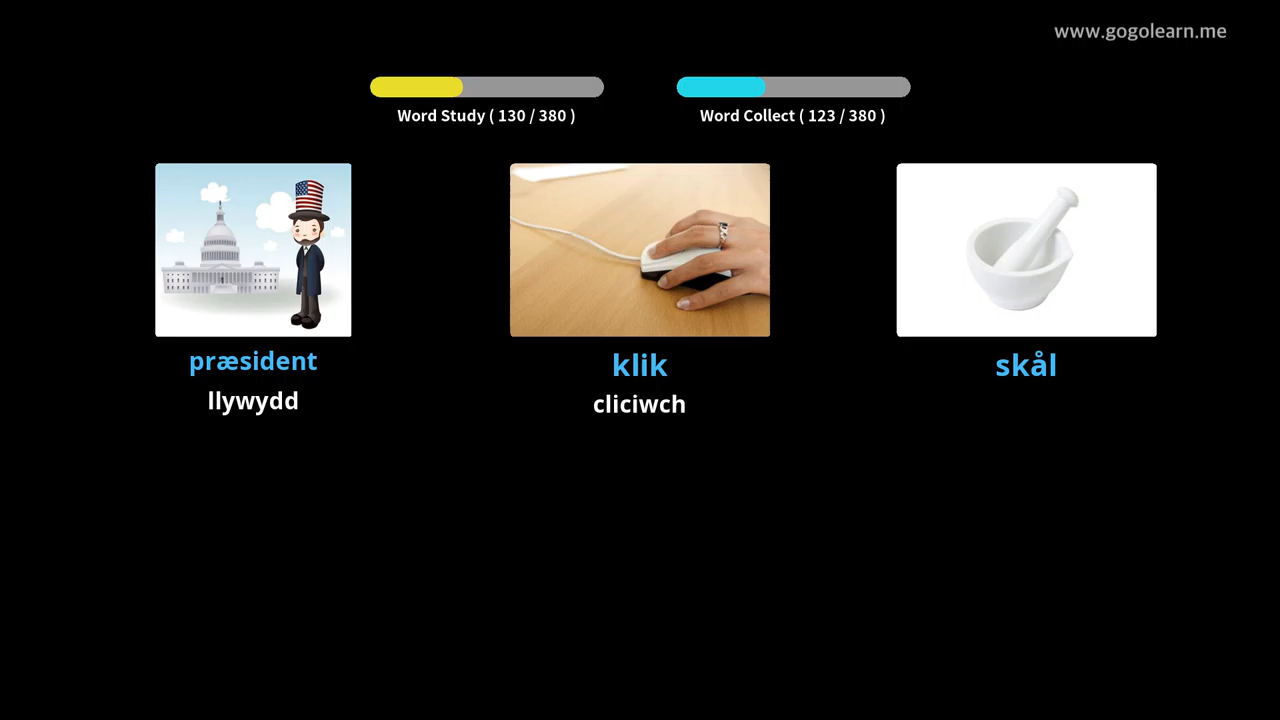 www.gogolearn.me
Word Study ( 130 / 380 )
Word Collect ( 123 / 380 )
præsident
llywydd
klik
cliciwch
skål